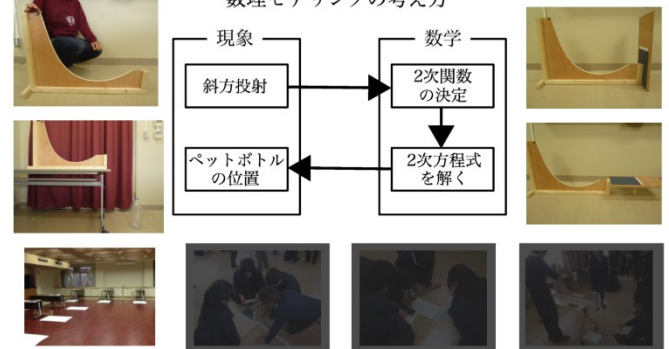 数理モデリングの考え方
現象
数学
斜方投射
2次関数
の決定
ペットボトル
の位置
2次方程式
を解く